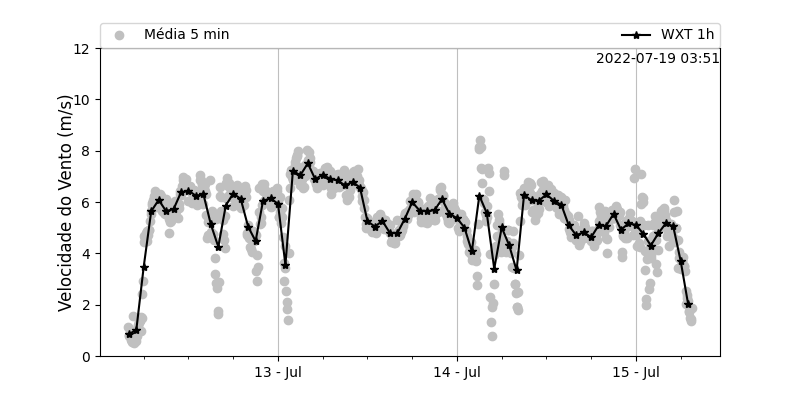 Média 5 min
WXT 1h
2022-07-19 03:51
Velocidade do Vento (m/s)
12
10
8
6
4
2
0
13 - Jul
14 - Jul
15 - Jul